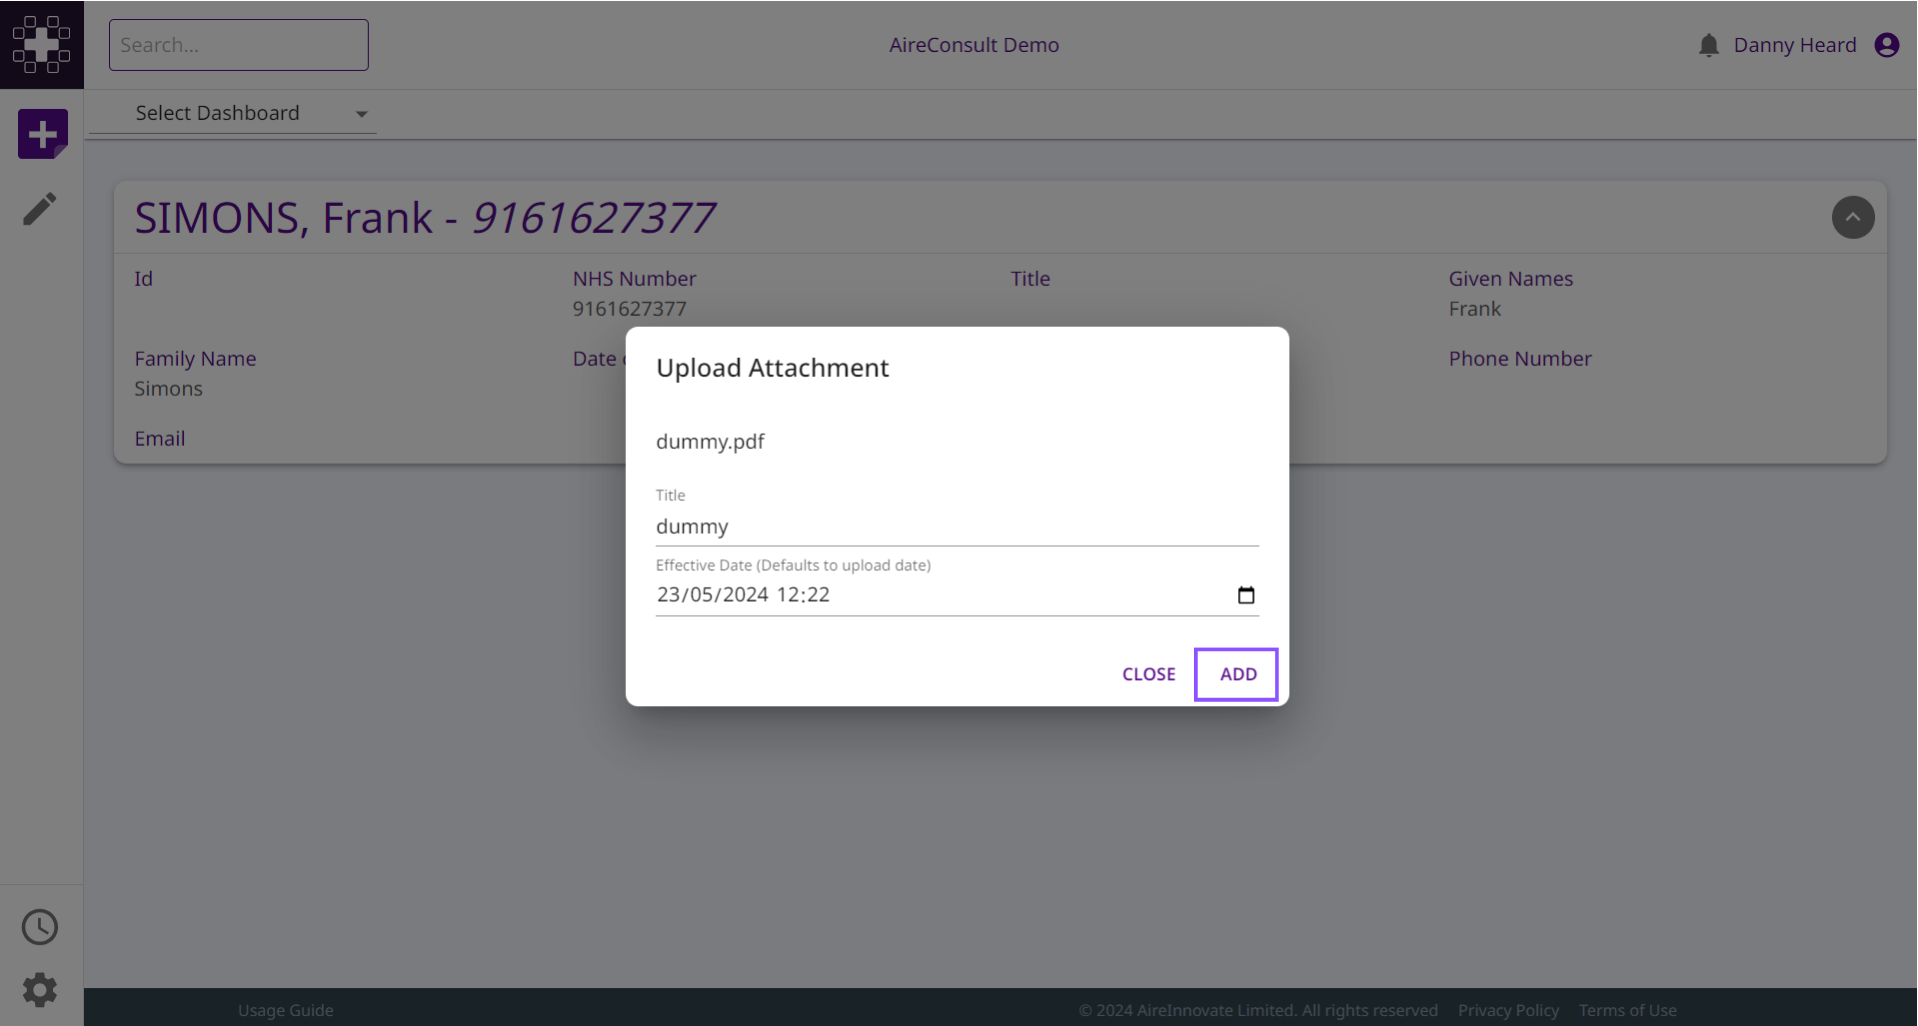 Search...
AireConsult Demo
Danny Heard
Select Dashboard
SIMONS, Frank - 9161627377
Id
NHS Number
9161627377
Title
Given Names
Frank
Family Name
Simons
Date
Phone Number
Email
Upload Attachment
dummy.pdf
Title
dummy
Effective Date (Defaults to upload date)
23/05/2024 12:22
CLOSE
ADD
Usage Guide
© 2024 AireInnovate Limited. All rights reserved
Privacy Policy
Terms of Use